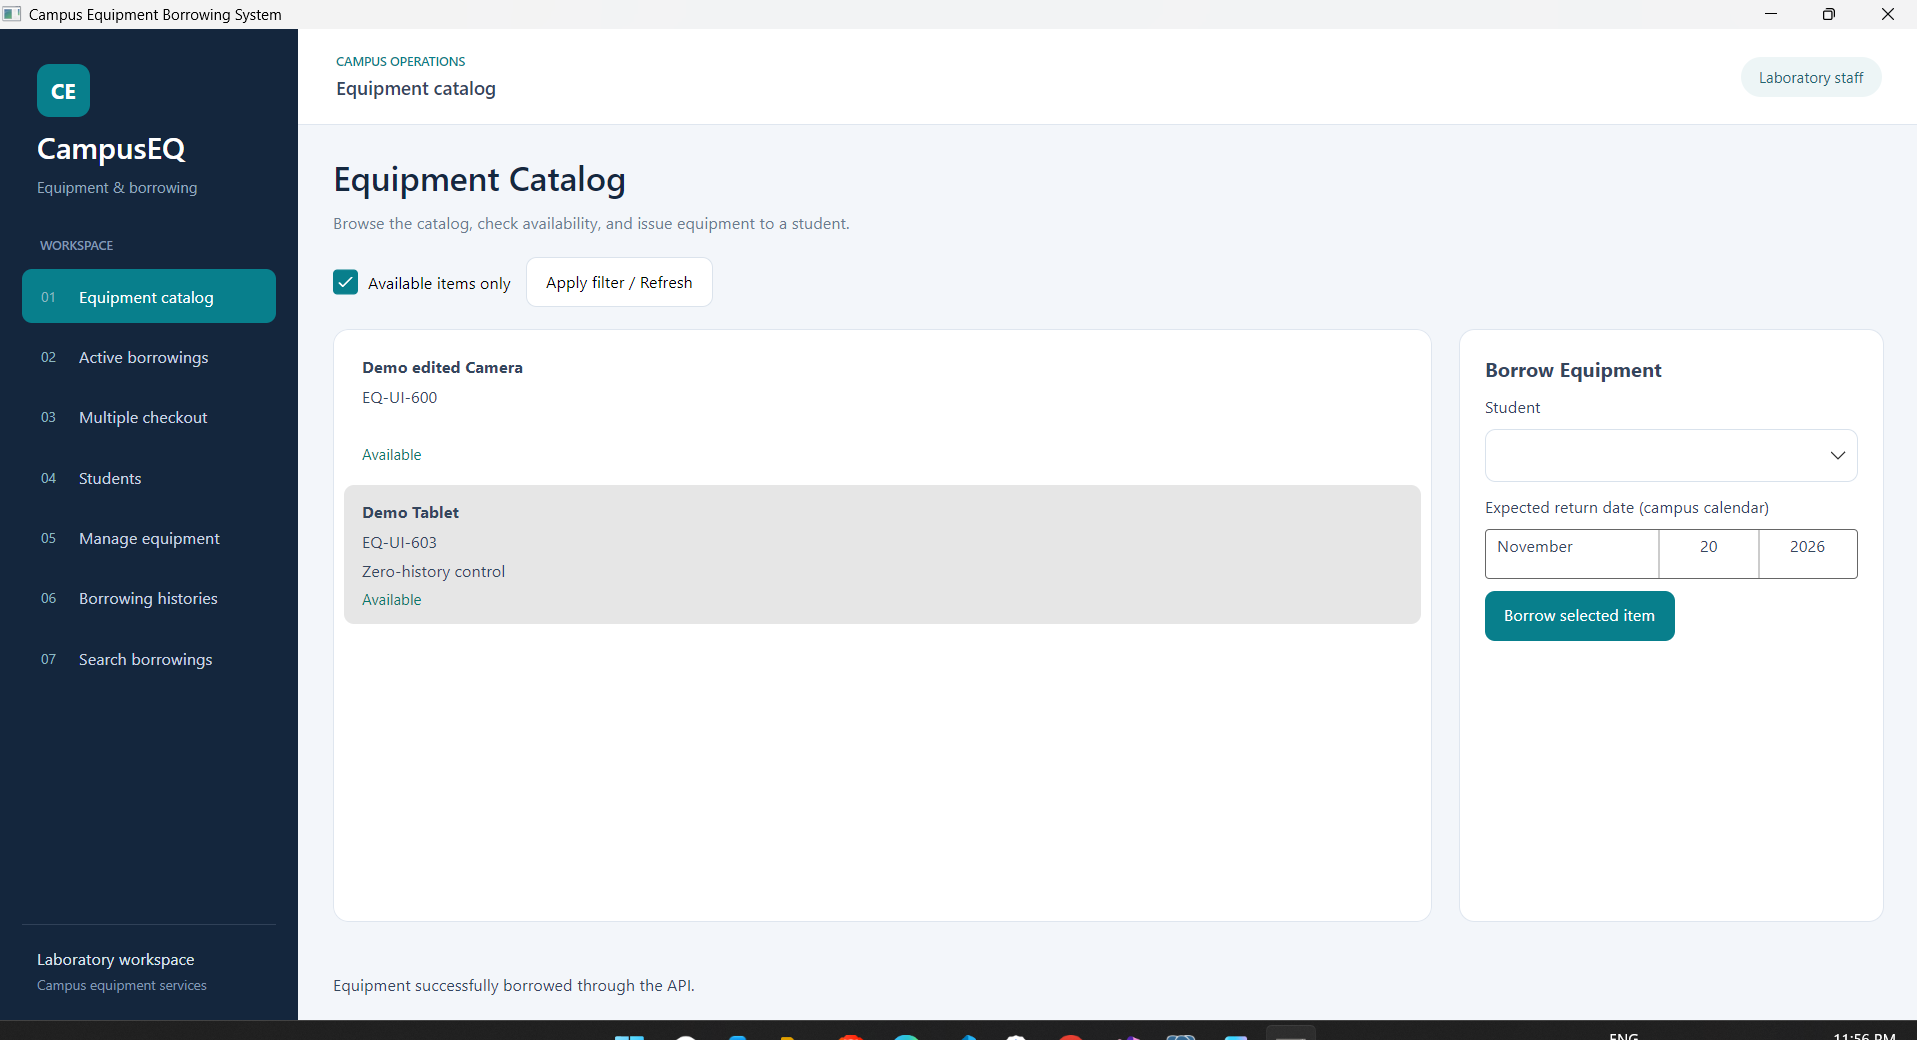 Campus Equipment Borrowing System
CE
CampusEQ
Equipment & borrowing
WORKSPACE
01 Equipment catalog
02 Active borrowings
03 Multiple checkout
04 Students
05 Manage equipment
06 Borrowing histories
07 Search borrowings
Laboratory workspace
Campus equipment services
CAMPUS OPERATIONS
Equipment catalog
Laboratory staff
Equipment Catalog
Browse the catalog, check availability, and issue equipment to a student.
Available items only
Apply filter / Refresh
Demo edited Camera
EQ-UI-600
Available
Demo Tablet
EQ-UI-603
Zero-history control
Available
Borrow Equipment
Student
Expected return date (campus calendar)
November 20 2026
Borrow selected item
Equipment successfully borrowed through the API.
ENG
11:56 PM